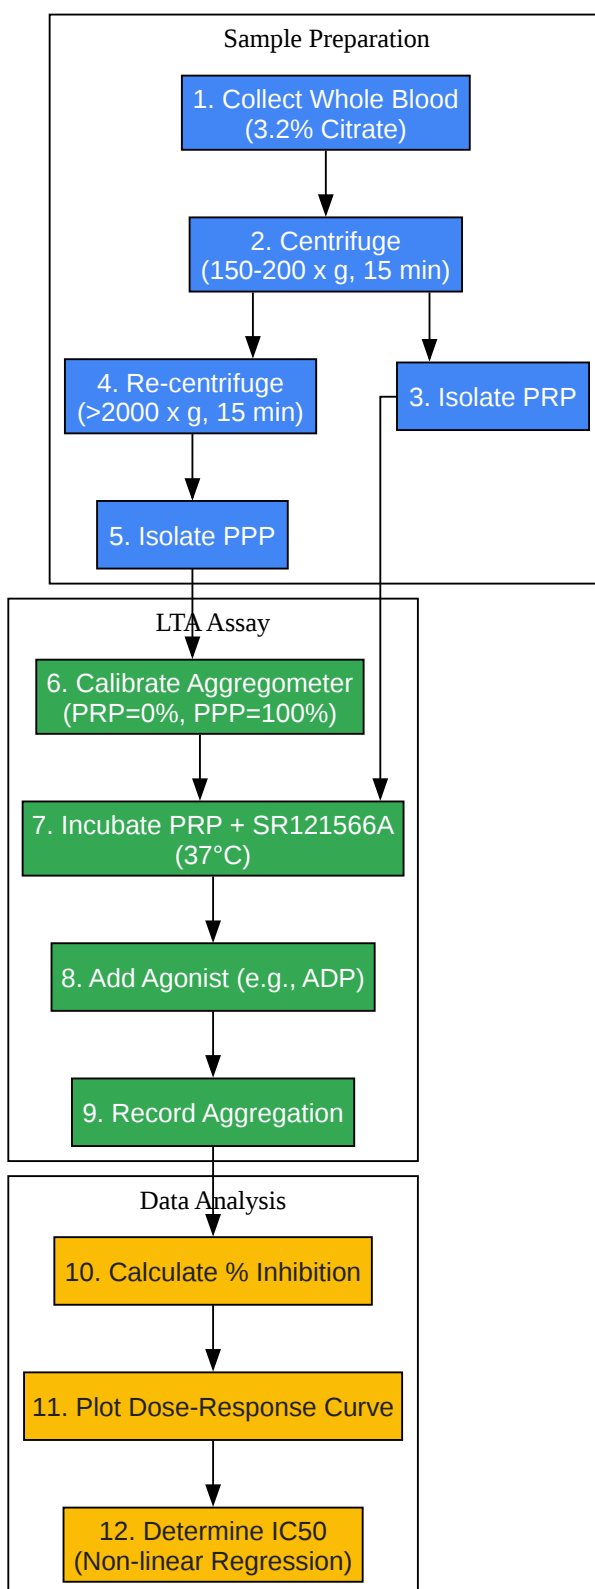 Sample Preparation
1. Collect Whole Blood
(3.2% Citrate)
2. Centrifuge
(150-200 x g, 15 min)
4. Re-centrifuge
(>2000 x g, 15 min)
3. Isolate PRP
5. Isolate PPP
LTA Assay
6. Calibrate Aggregometer
(PRP=0%, PPP=100%)
7. Incubate PRP + SR121566A
(37°C)
8. Add Agonist (e.g., ADP)
9. Record Aggregation
Data Analysis
10. Calculate % Inhibition
11. Plot Dose-Response Curve
12. Determine IC50
(Non-linear Regression)